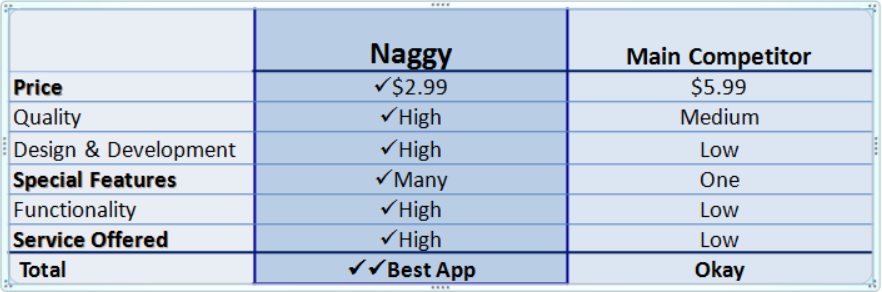 Naggy Main Competitor
Price ✓$2.99 $5.99
Quality ✓High Medium
Design & Development ✓High Low
Special Features ✓Many One
Functionality ✓High Low
Service Offered ✓High Low
Total ✓✓Best App Okay